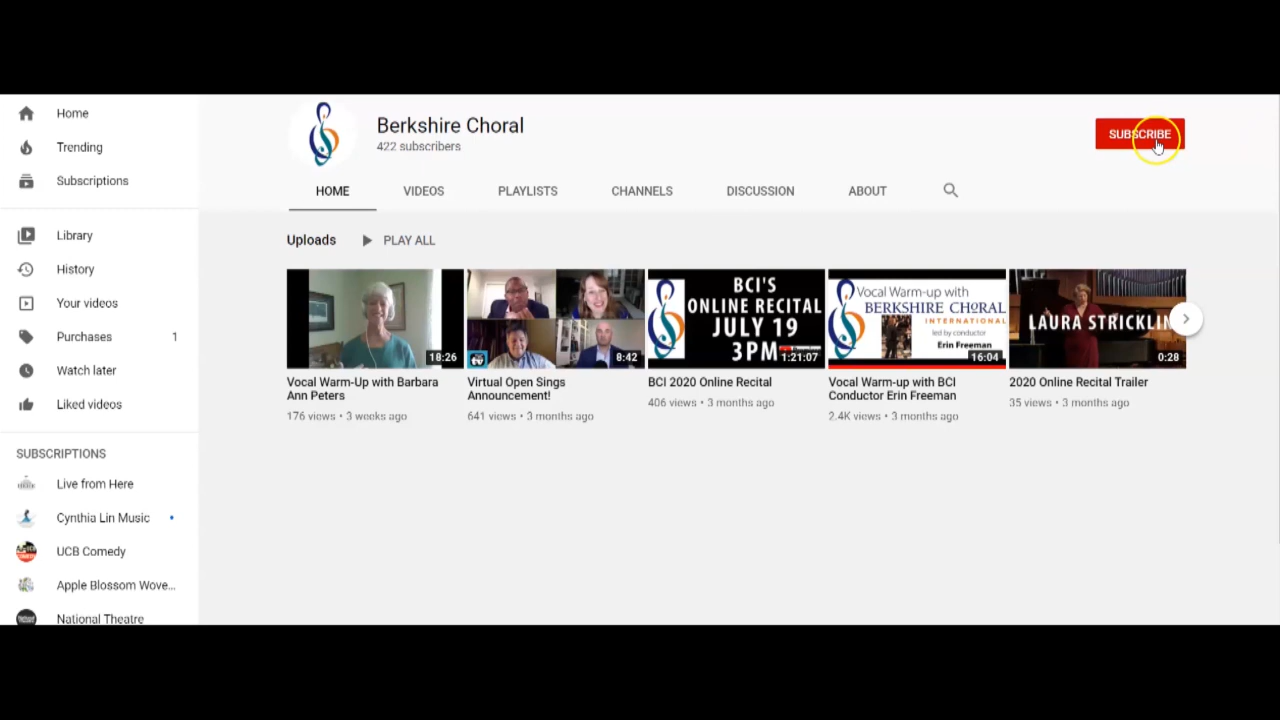 Home
Trending
Subscriptions
Library
History
Your videos
Purchases 1
Watch later
Liked videos
SUBSCRIPTIONS
Live from Here
Cynthia Lin Music
UCB Comedy
Apple Blossom Wove...
National Theatre
Berkshire Choral
422 subscribers
SUBSCRIBE
HOME VIDEOS PLAYLISTS CHANNELS DISCUSSION ABOUT
Uploads PLAY ALL
18:26
Vocal Warm-Up with Barbara
Ann Peters
176 views • 3 weeks ago
8:42
Virtual Open Sings
Announcement!
641 views • 3 months ago
BCI'S
ONLINE RECITAL
JULY 19
3PM
1:21:07
BCI 2020 Online Recital
406 views • 3 months ago
Vocal Warm-up with
BERKSHIRE CHORAL
INTERNATIONAL
led by conductor
Erin Freeman
16:04
Vocal Warm-up with BCI
Conductor Erin Freeman
2.4K views • 3 months ago
LAURA STRICKLIN
0:28
2020 Online Recital Trailer
35 views • 3 months ago